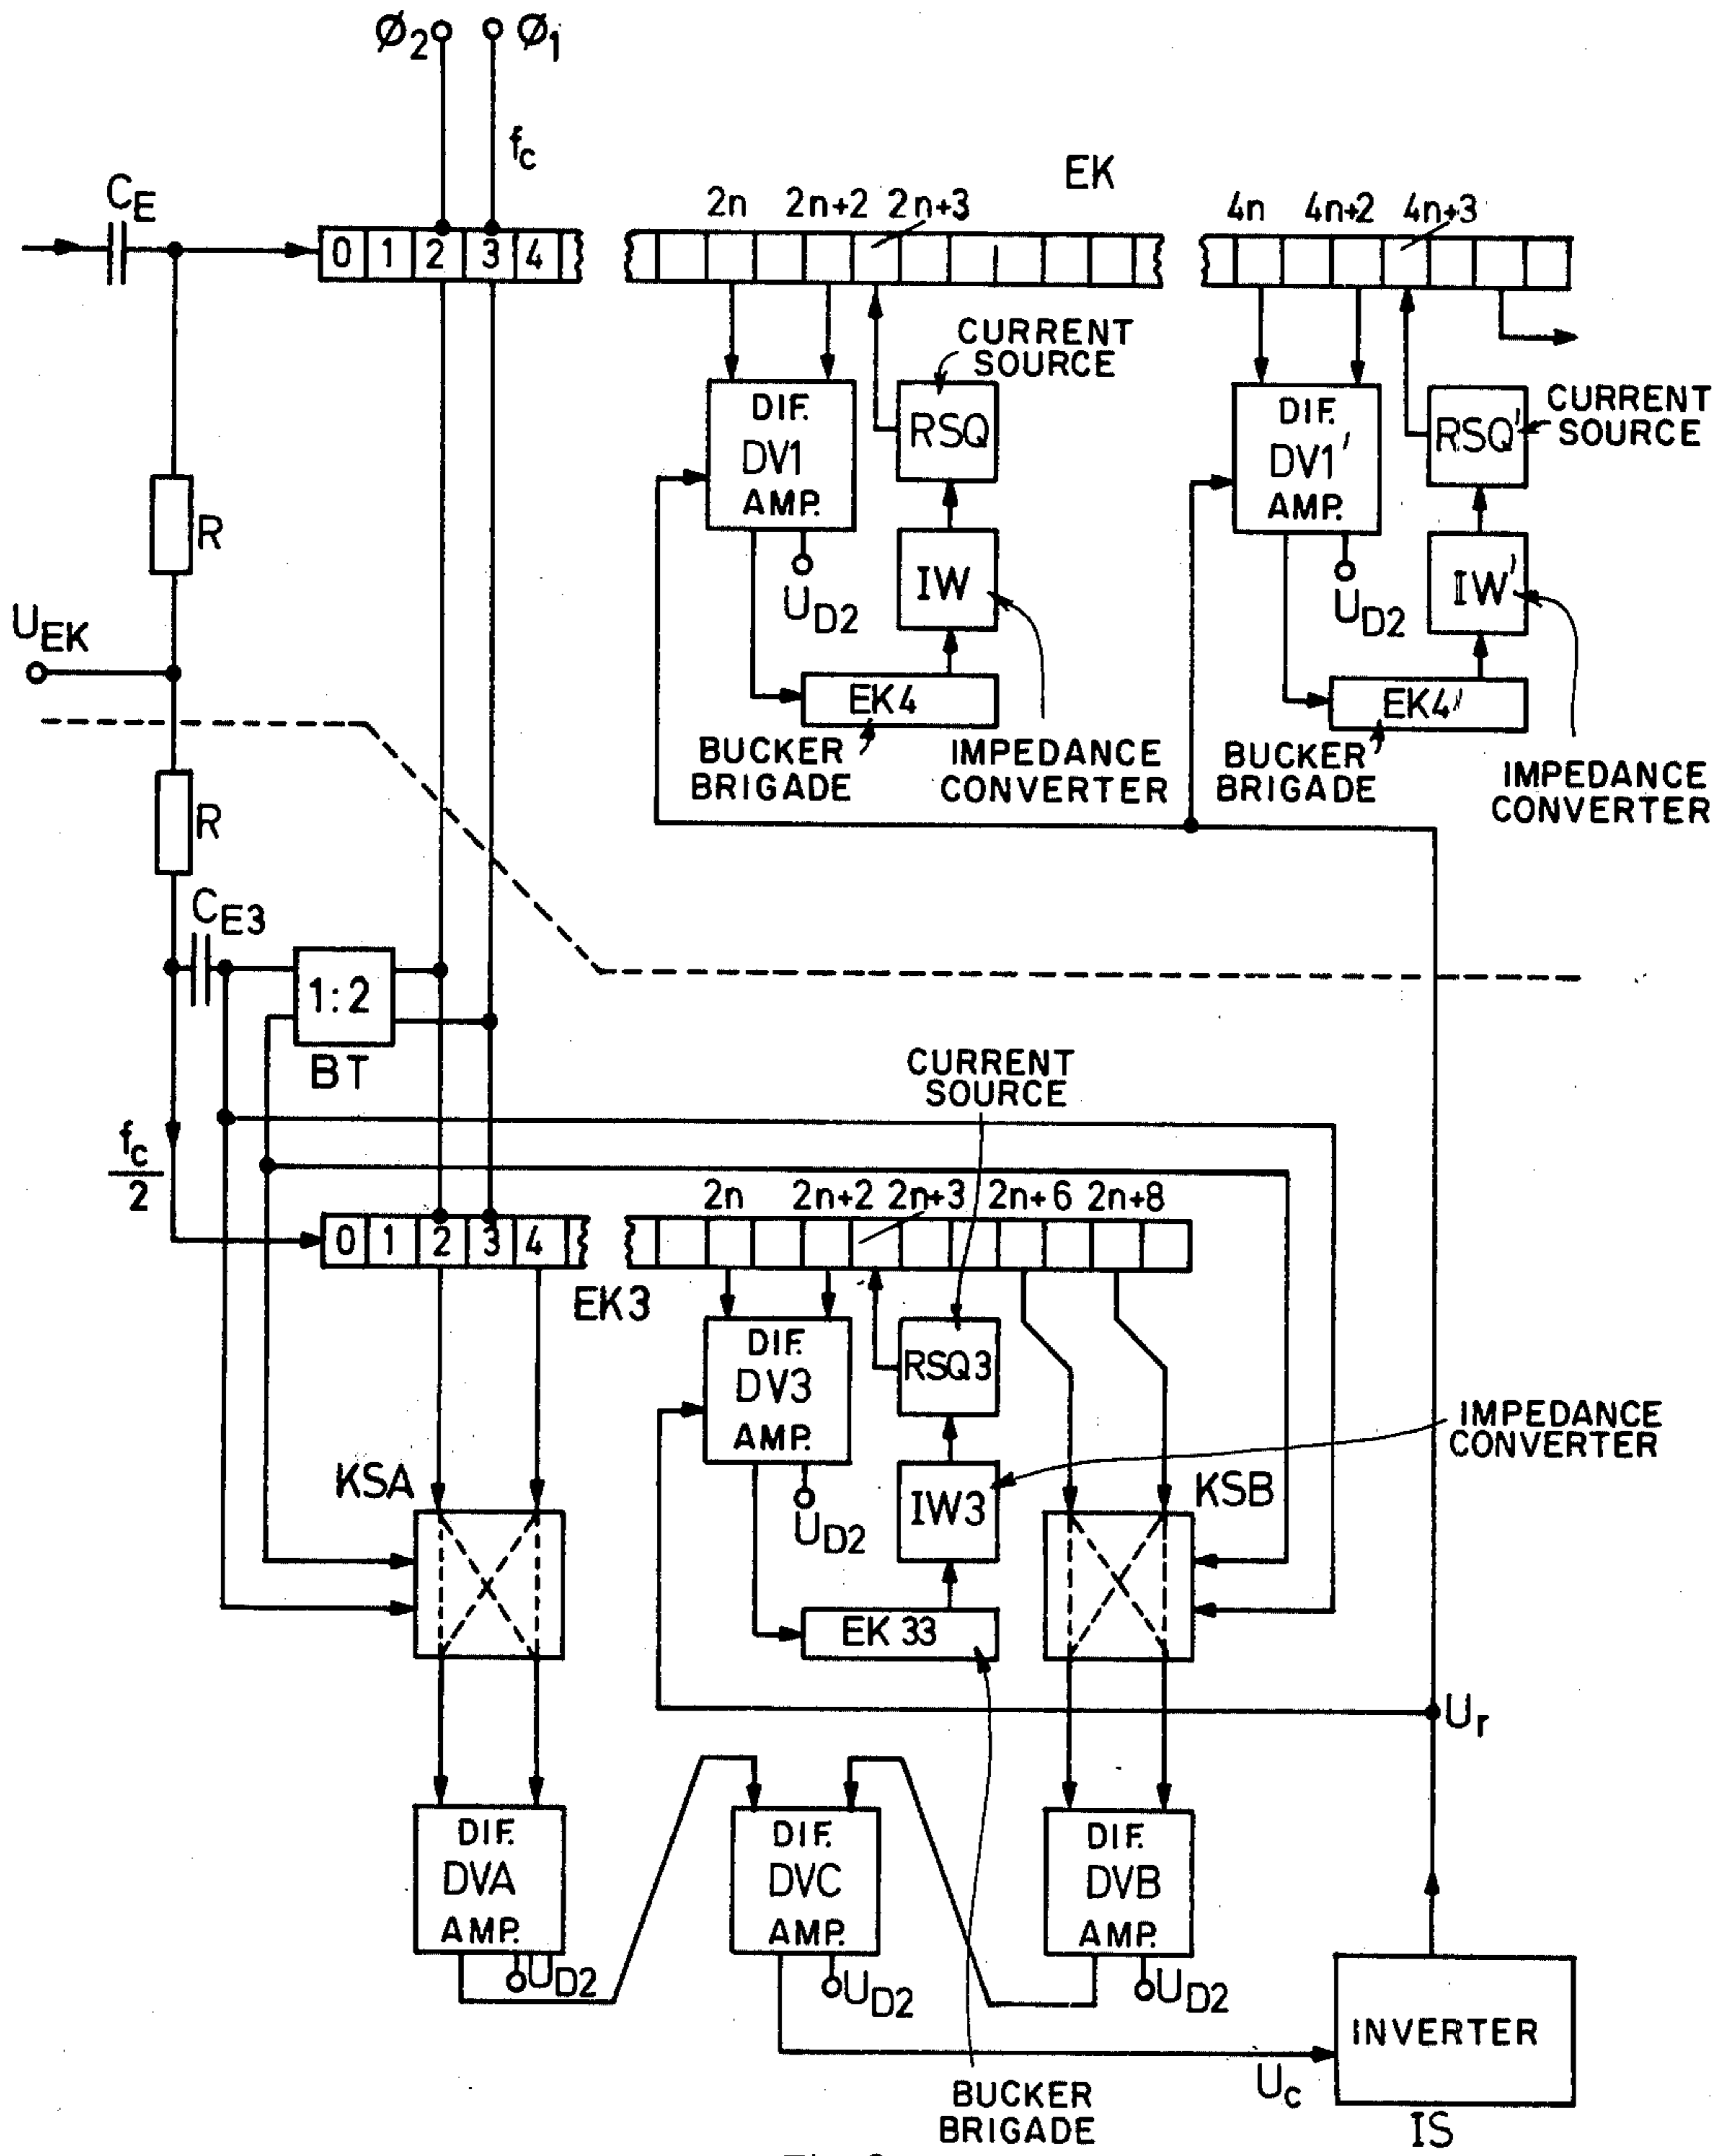 Ø2 Ø1
fc
CE
EK
2n 2n+2 2n+3
4n 4n+2 4n+3
0 1 2 3 4
CURRENT
SOURCE
DIF.
DV1
AMP.
RSQ
CURRENT
SOURCE
DIF.
DV1'
AMP.
RSQ'
R
IW
UD2
IW'
UD2
UEK
EK4
EK4'
BUCKER
BRIGADE
IMPEDANCE
CONVERTER
BUCKER
BRIGADE
IMPEDANCE
CONVERTER
R
CE3
1:2
BT
CURRENT
SOURCE
fc
2
2n 2n+2 2n+3 2n+6 2n+8
0 1 2 3 4
EK3
DIF.
DV3
AMP.
RSQ3
IMPEDANCE
CONVERTER
KSA
KSB
UD2
IW3
EK 33
Ur
DIF.
DVA
AMP.
DIF.
DVC
AMP.
DIF.
DVB
AMP.
UD2
UD2
UD2
INVERTER
Uc
BUCKER
BRIGADE
IS